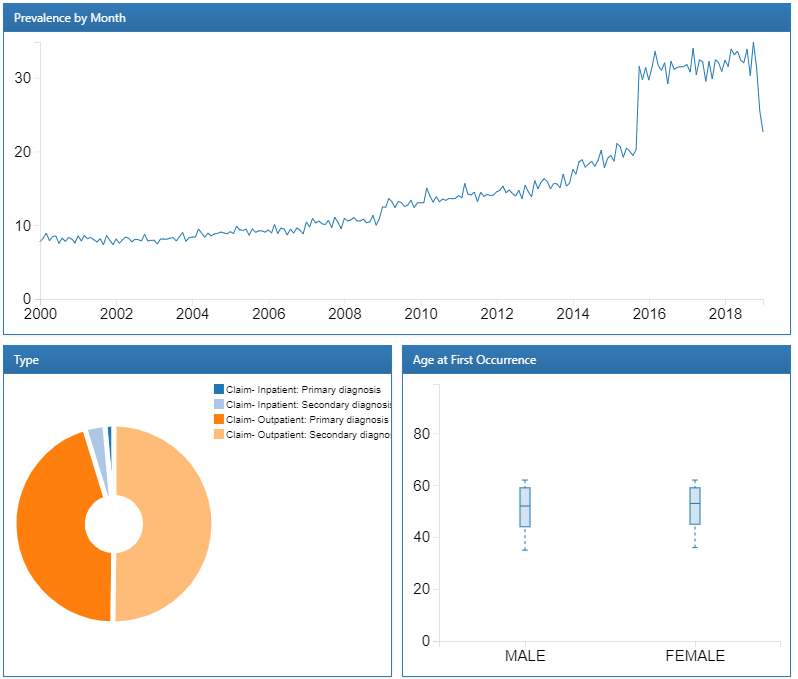 Prevalence by Month
30
20
10
0
2000 2002 2004 2006 2008 2010 2012 2014 2016 2018
Type
Claim- Inpatient: Primary diagnosis
Claim- Inpatient: Secondary diagnosis
Claim- Outpatient: Primary diagnosis
Claim- Outpatient: Secondary diagno
Age at First Occurrence
80
60
40
20
0
MALE FEMALE